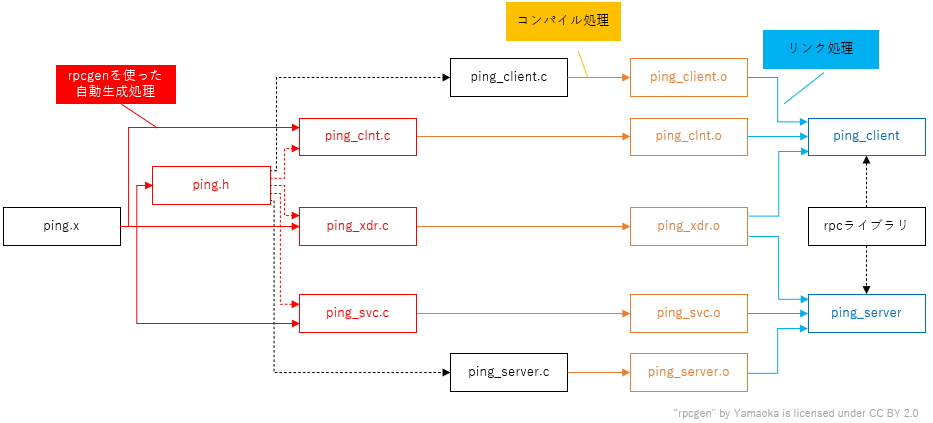 コンパイル処理
リンク処理
rpcgenを使った
自動生成処理
ping_client.c
ping_client.o
ping_clnt.c
ping_clnt.o
ping_client
ping.h
ping.x
ping_xdr.c
ping_xdr.o
rpcライブラリ
ping_svc.c
ping_svc.o
ping_server
ping_server.c
ping_server.o
“rpcgen” by Yamaoka is licensed under CC BY 2.0